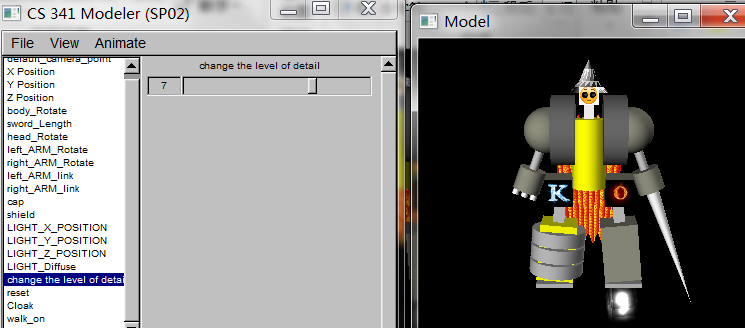 CS 341 Modeler (SP02)
File View Animate
default_camera_point
X Position
Y Position
Z Position
body_Rotate
sword_Length
head_Rotate
left_ARM_Rotate
right_ARM_Rotate
left_ARM_link
right_ARM_link
cap
shield
LIGHT_X_POSITION
LIGHT_Y_POSITION
LIGHT_Z_POSITION
LIGHT_Diffuse
change the level of detai
reset
Cloak
walk_on
change the level of detail
7
Model
K O